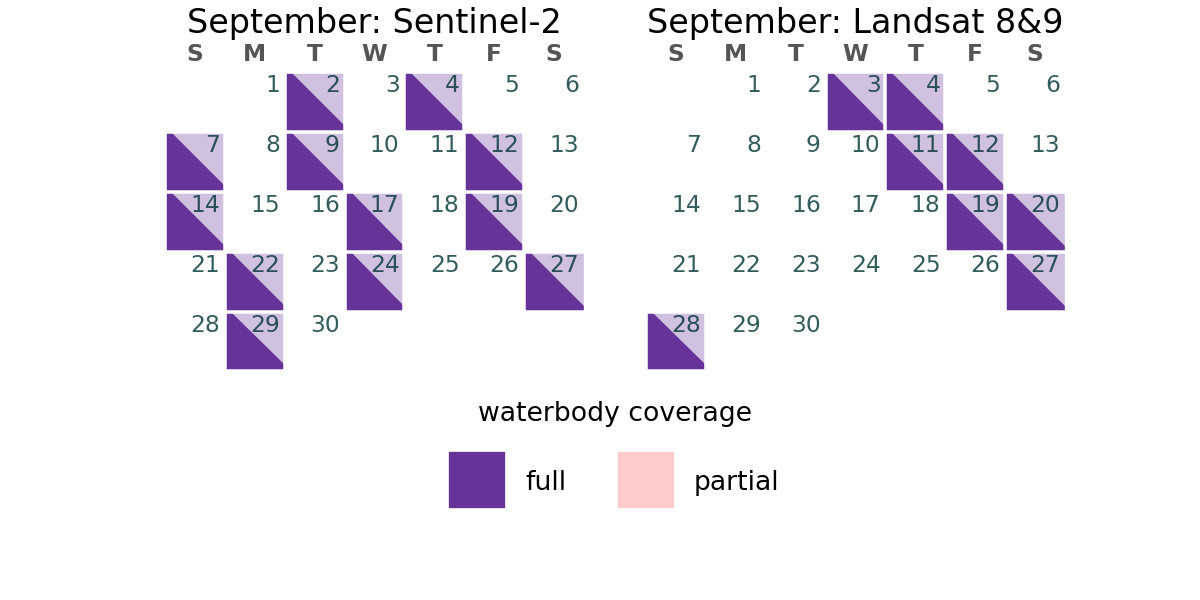 September: Sentinel-2
S M T W T F S
1 2 3 4 5 6
7 8 9 10 11 12 13
14 15 16 17 18 19 20
21 22 23 24 25 26 27
28 29 30
September: Landsat 8&9
S M T W T F S
1 2 3 4 5 6
7 8 9 10 11 12 13
14 15 16 17 18 19 20
21 22 23 24 25 26 27
28 29 30
waterbody coverage
full partial